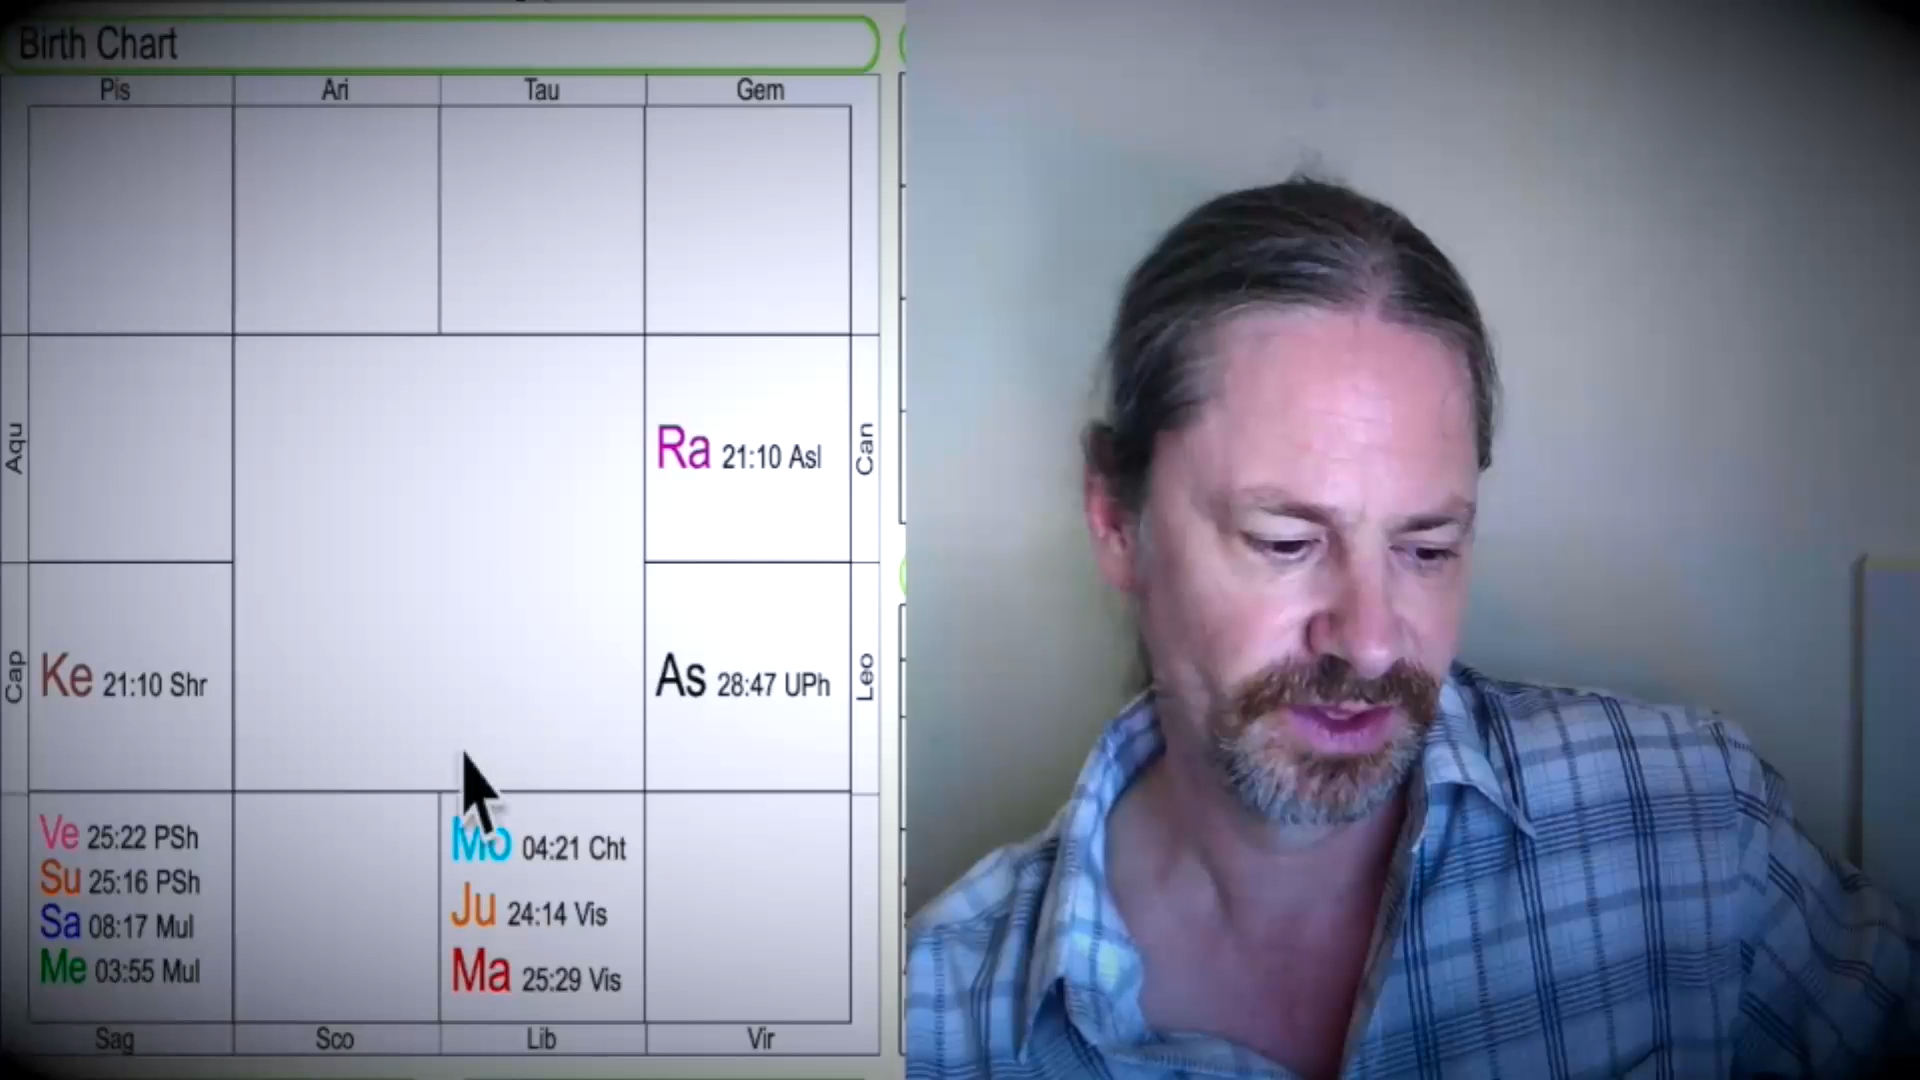 Birth Chart
Pis
Ari
Tau
Gem
Aqu
Ra 21:10 Asl
Can
Cap
Ke 21:10 Shr
As 28:47 UPh
Leo
Ve 25:22 PSh
Su 25:16 PSh
Sa 08:17 Mul
Me 03:55 Mul
Mo 04:21 Cht
Ju 24:14 Vis
Ma 25:29 Vis
Sag
Sco
Lib
Vir